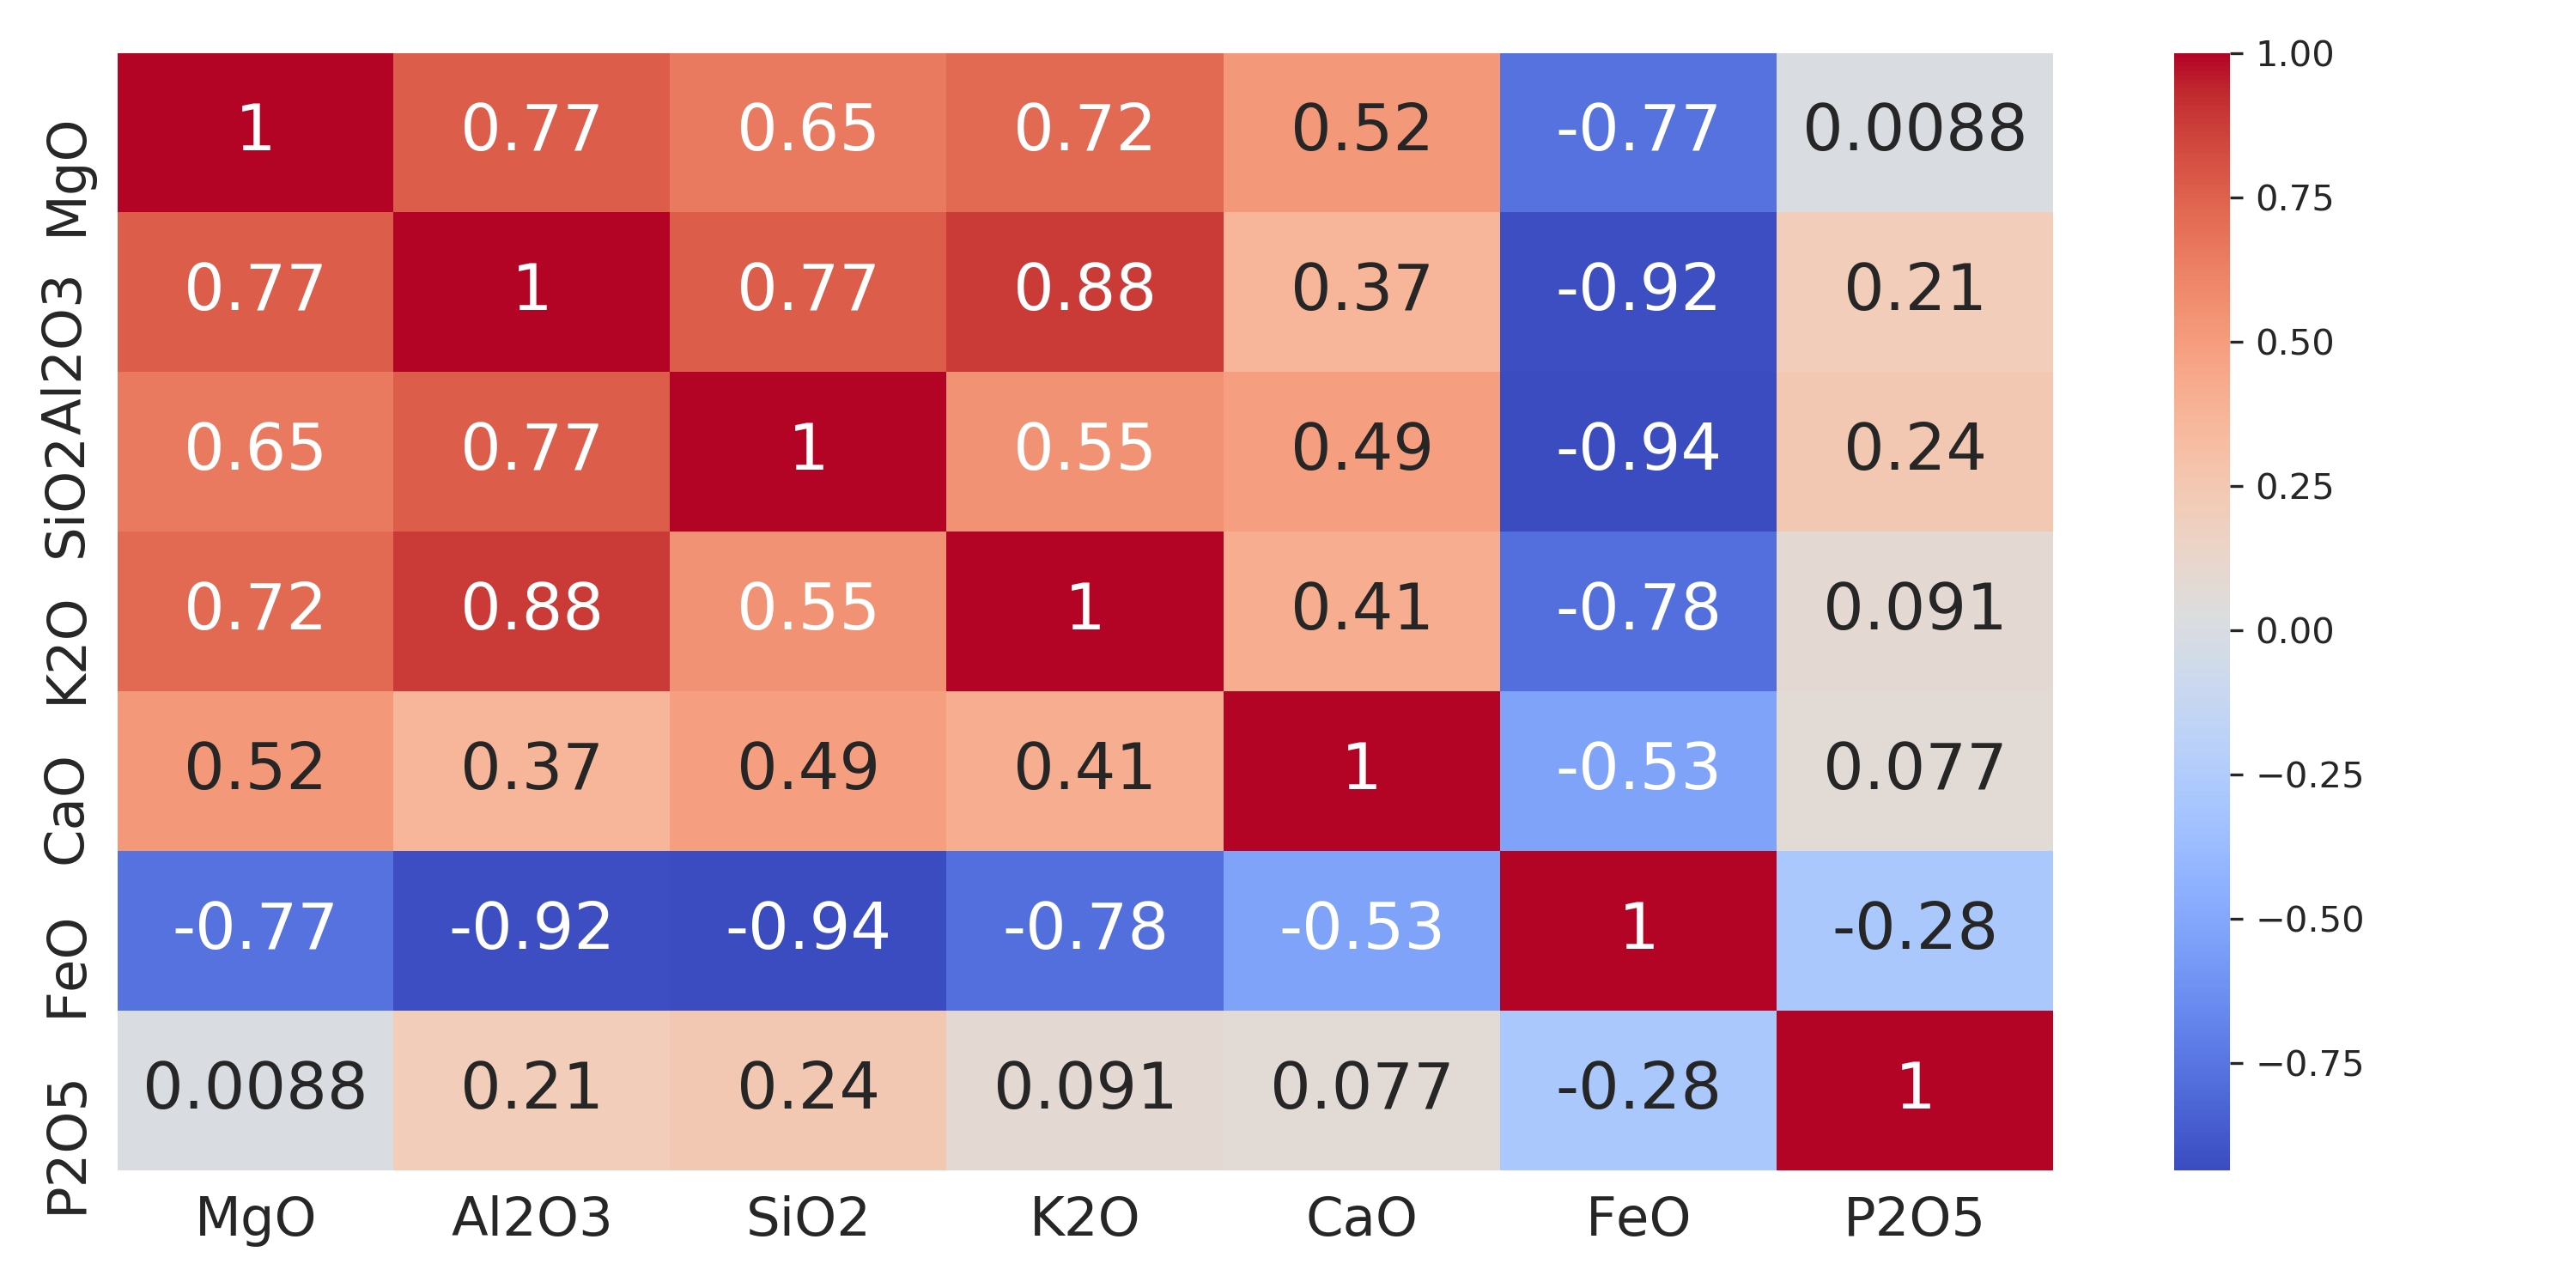 MgO 1 0.77 0.65 0.72 0.52 -0.77 0.0088
Al2O3 0.77 1 0.77 0.88 0.37 -0.92 0.21
SiO2 0.65 0.77 1 0.55 0.49 -0.94 0.24
K2O 0.72 0.88 0.55 1 0.41 -0.78 0.091
CaO 0.52 0.37 0.49 0.41 1 -0.53 0.077
FeO -0.77 -0.92 -0.94 -0.78 -0.53 1 -0.28
P2O5 0.0088 0.21 0.24 0.091 0.077 -0.28 1
MgO Al2O3 SiO2 K2O CaO FeO P2O5
1.00
0.75
0.50
0.25
0.00
−0.25
−0.50
−0.75